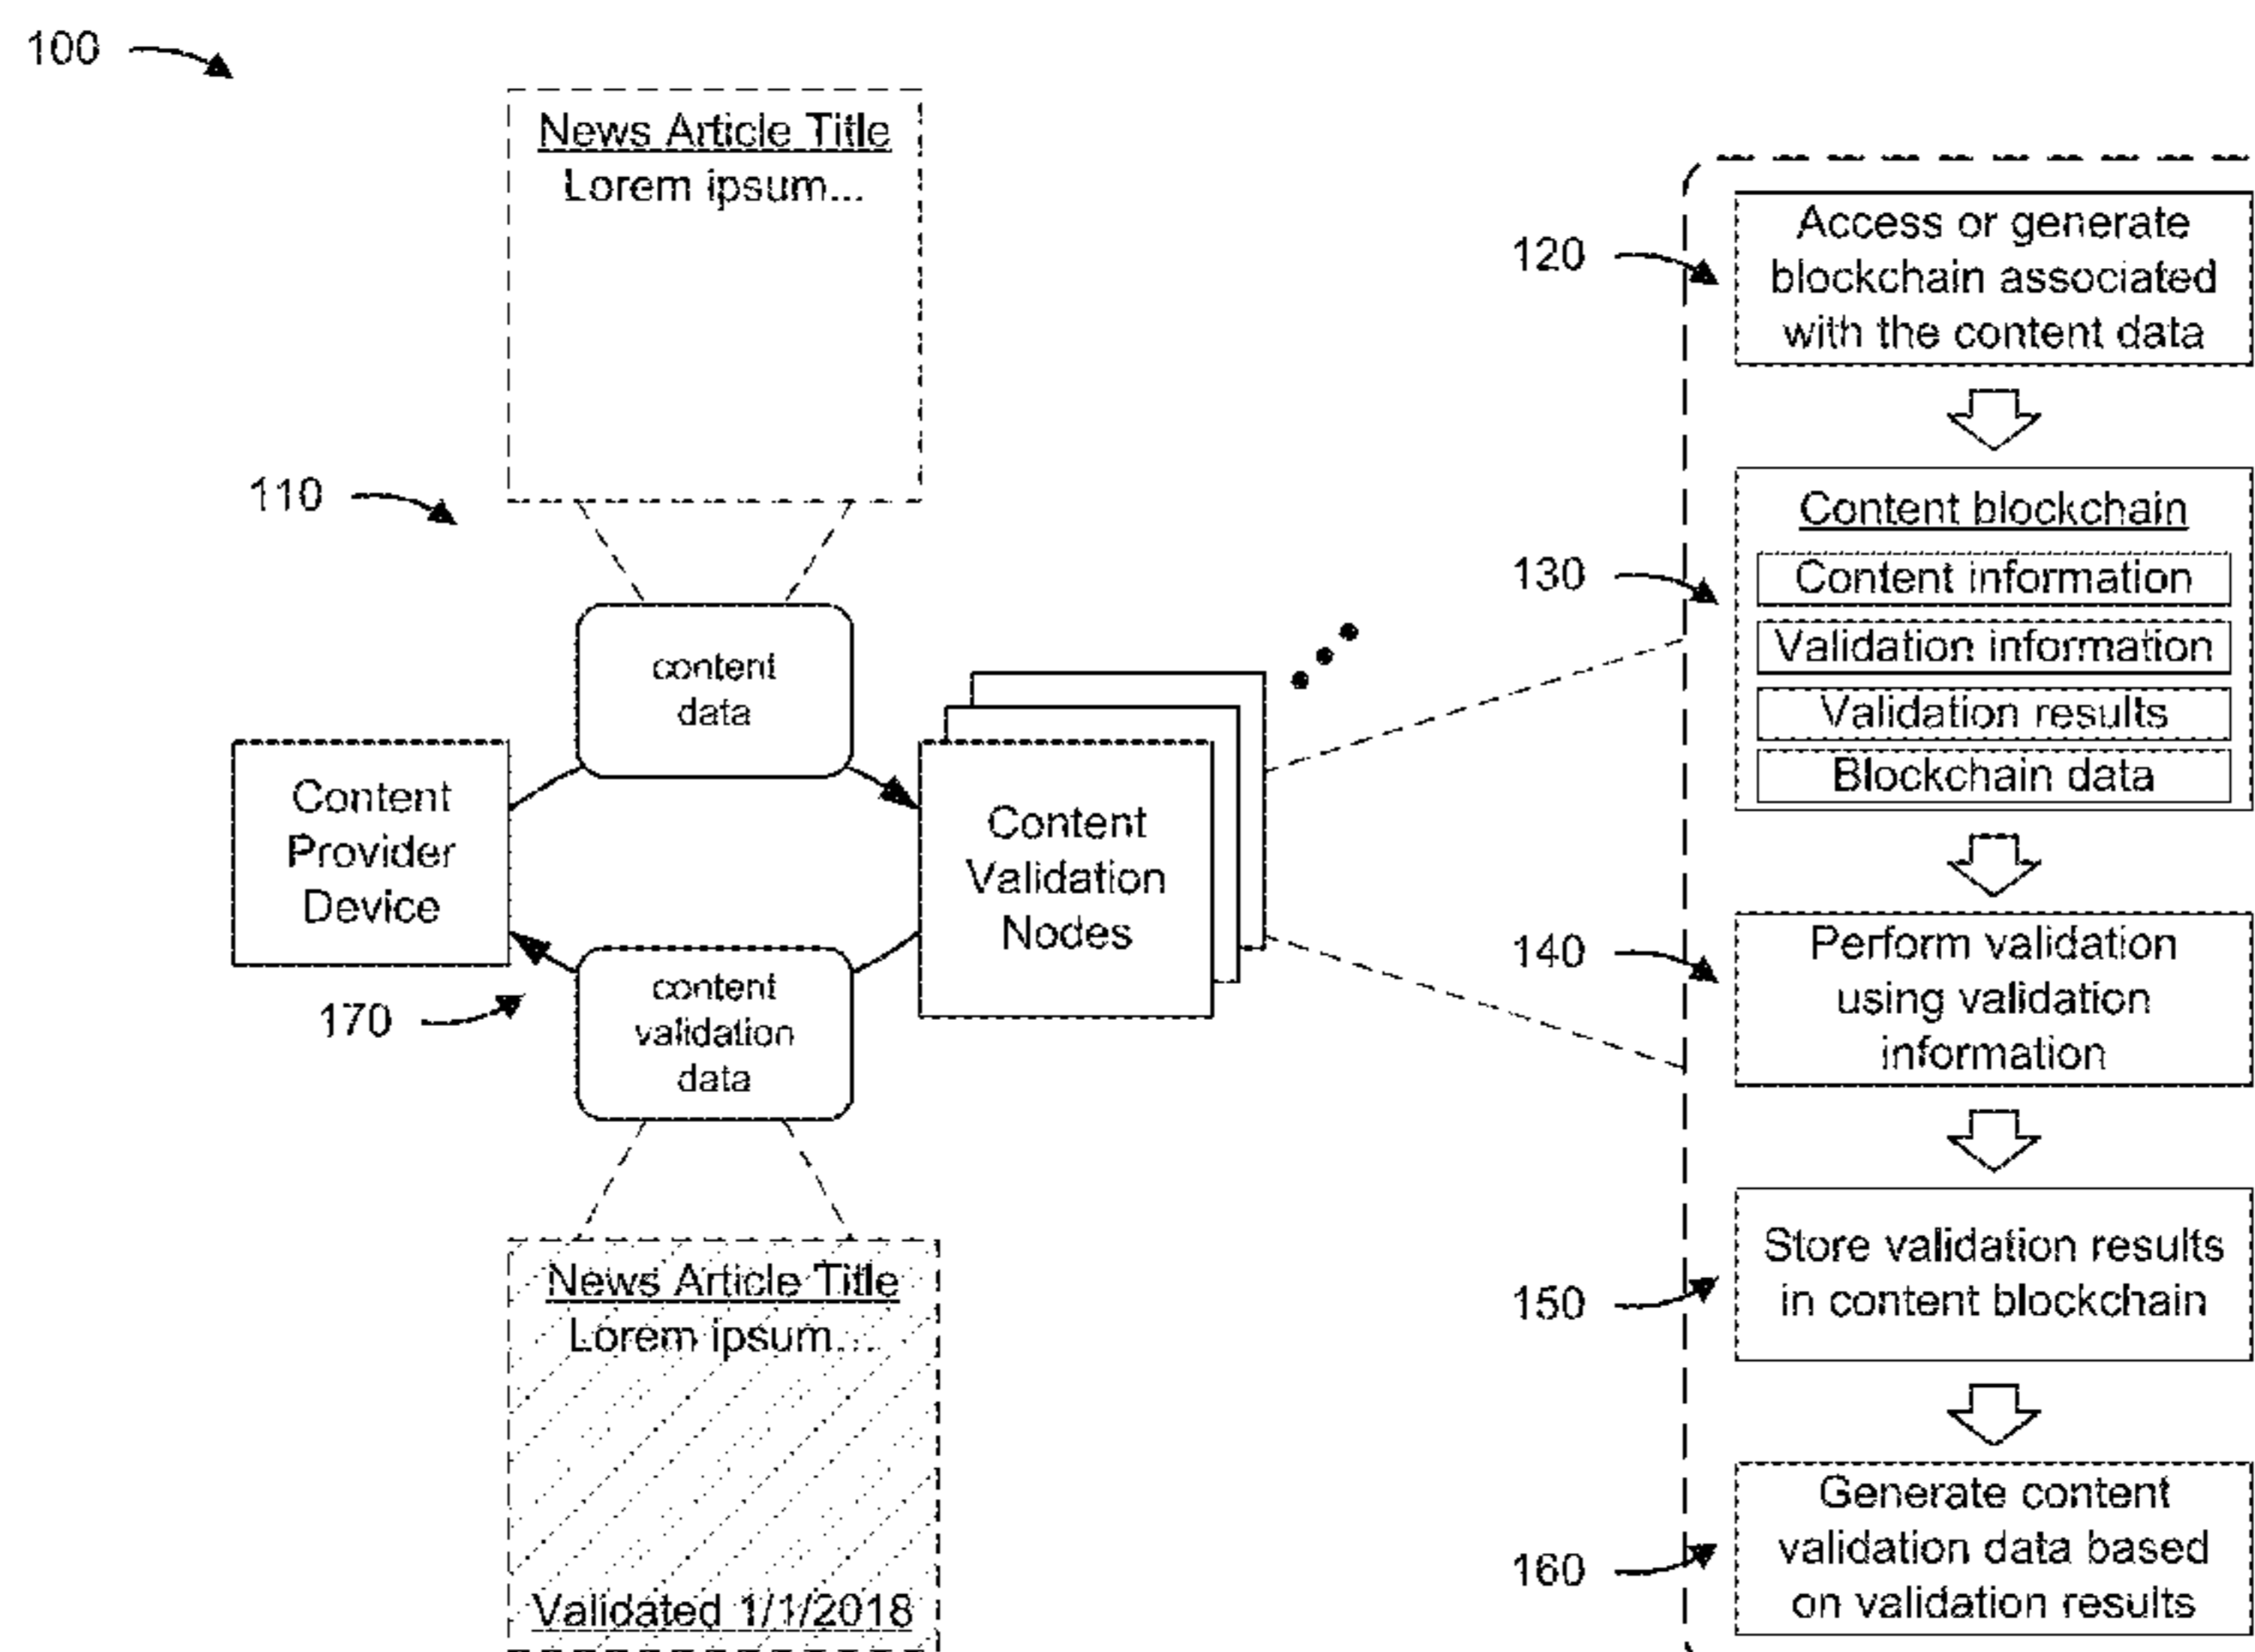 100
News Article Title
Lorem ipsum...
110
content
data
Content
Provider
Device
Content
Validation
Nodes
170
content
validation
data
News Article Title
Lorem ipsum...
Validated 1/1/2018
120
Access or generate
blockchain associated
with the content data
130
Content blockchain
Content information
Validation information
Validation results
Blockchain data
140
Perform validation
using validation
information
150
Store validation results
in content blockchain
160
Generate content
validation data based
on validation results